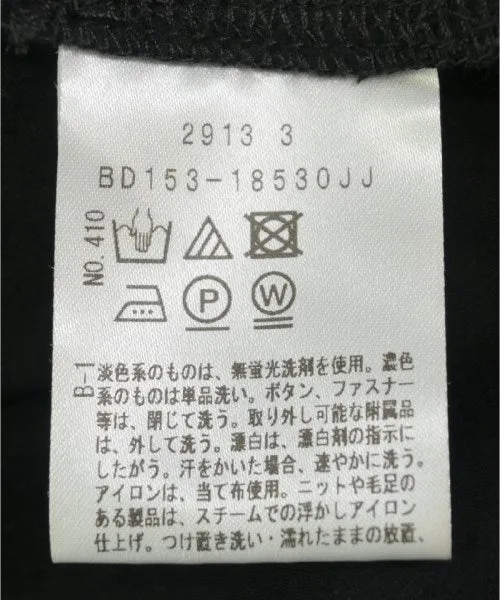 2913 3
BD153-18530JJ
NO.410
P
W
B-1
淡色系のものは、無蛍光洗剤を使用。濃色
系のものは単品洗い。ボタン、ファスナー
等は、閉じて洗う。取り外し可能な附属品
は、外して洗う。漂白は、漂白剤の指示に
したがう。汗をかいた場合、速やかに洗う。
アイロンは、当て布使用。ニットや毛足の
ある製品は、スチームでの浮かしアイロン
仕上げ。つけ置き洗い・濡れたままの放置、